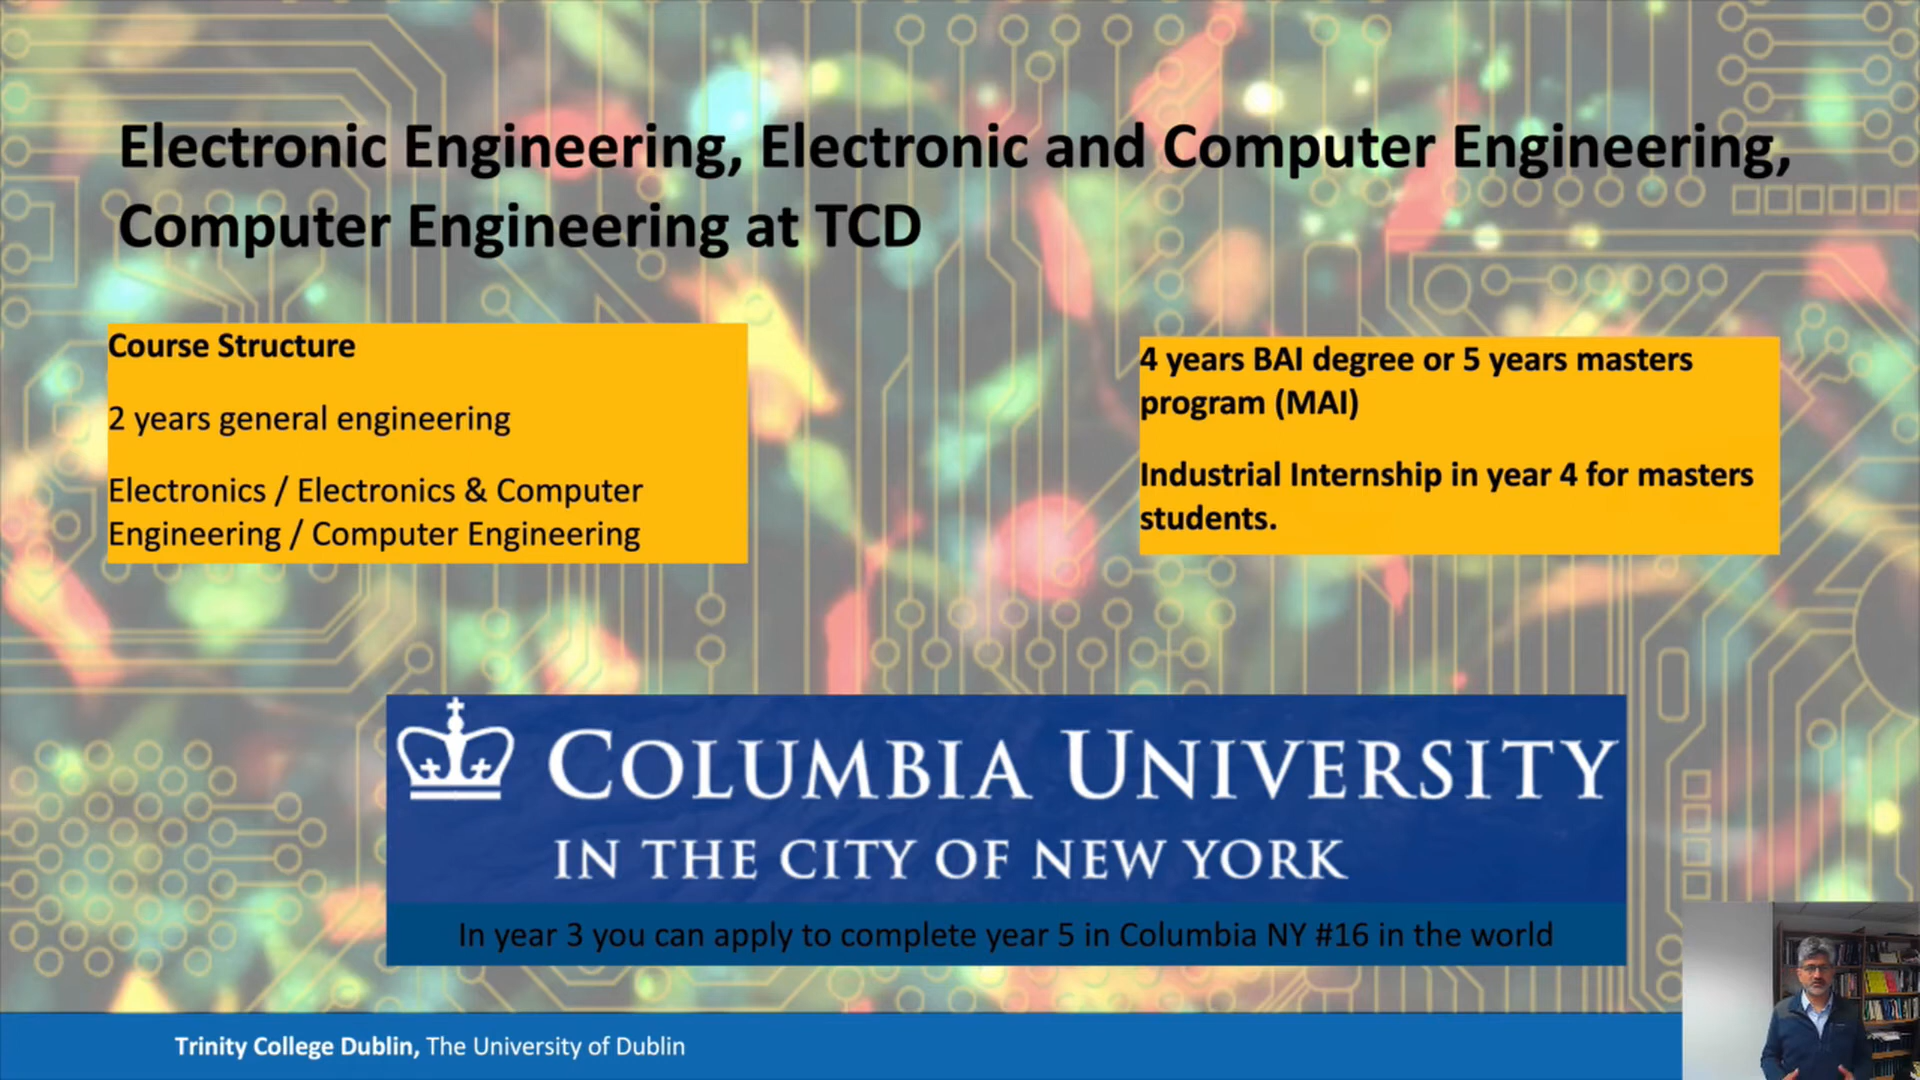 Electronic Engineering, Electronic and Computer Engineering,
Computer Engineering at TCD
Course Structure
2 years general engineering
Electronics / Electronics & Computer
Engineering / Computer Engineering
4 years BAI degree or 5 years masters
program (MAI)
Industrial Internship in year 4 for masters
students.
COLUMBIA UNIVERSITY
IN THE CITY OF NEW YORK
In year 3 you can apply to complete year 5 in Columbia NY #16 in the world
Trinity College Dublin, The University of Dublin